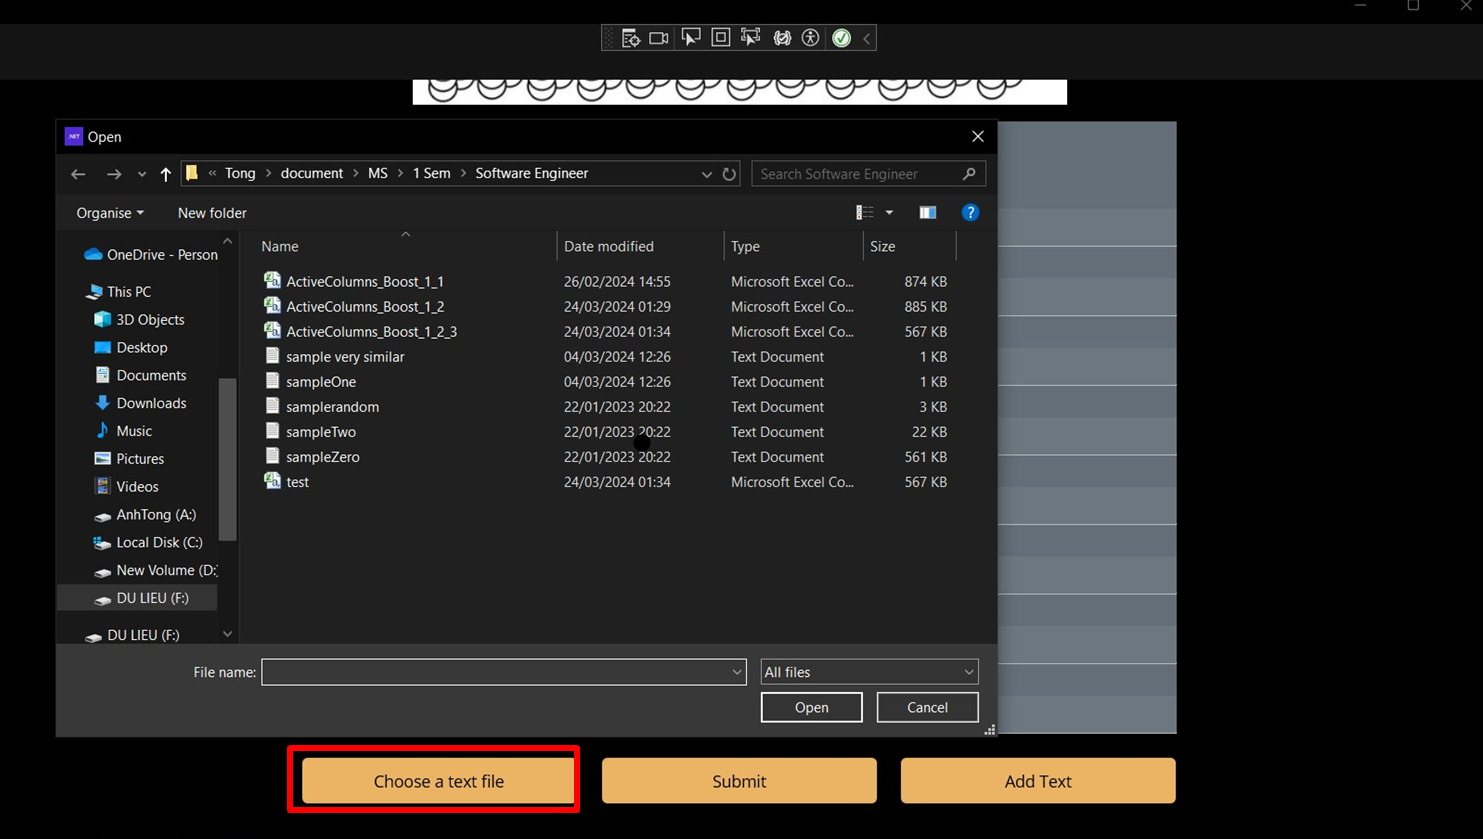 .NET Open
« Tong > document > MS > 1 Sem > Software Engineer
Search Software Engineer
Organise
New folder
?
Name Date modified Type Size
OneDrive - Person
This PC
3D Objects
Desktop
Documents
Downloads
Music
Pictures
Videos
AnhTong (A:)
Local Disk (C:)
New Volume (D:)
DU LIEU (F:)
DU LIEU (F:)
ActiveColumns_Boost_1_1 26/02/2024 14:55 Microsoft Excel Co... 874 KB
ActiveColumns_Boost_1_2 24/03/2024 01:29 Microsoft Excel Co... 885 KB
ActiveColumns_Boost_1_2_3 24/03/2024 01:34 Microsoft Excel Co... 567 KB
sample very similar 04/03/2024 12:26 Text Document 1 KB
sampleOne 04/03/2024 12:26 Text Document 1 KB
samplerandom 22/01/2023 20:22 Text Document 3 KB
sampleTwo 22/01/2023 20:22 Text Document 22 KB
sampleZero 22/01/2023 20:22 Text Document 561 KB
test 24/03/2024 01:34 Microsoft Excel Co... 567 KB
File name:
All files
Open Cancel
Choose a text file Submit Add Text